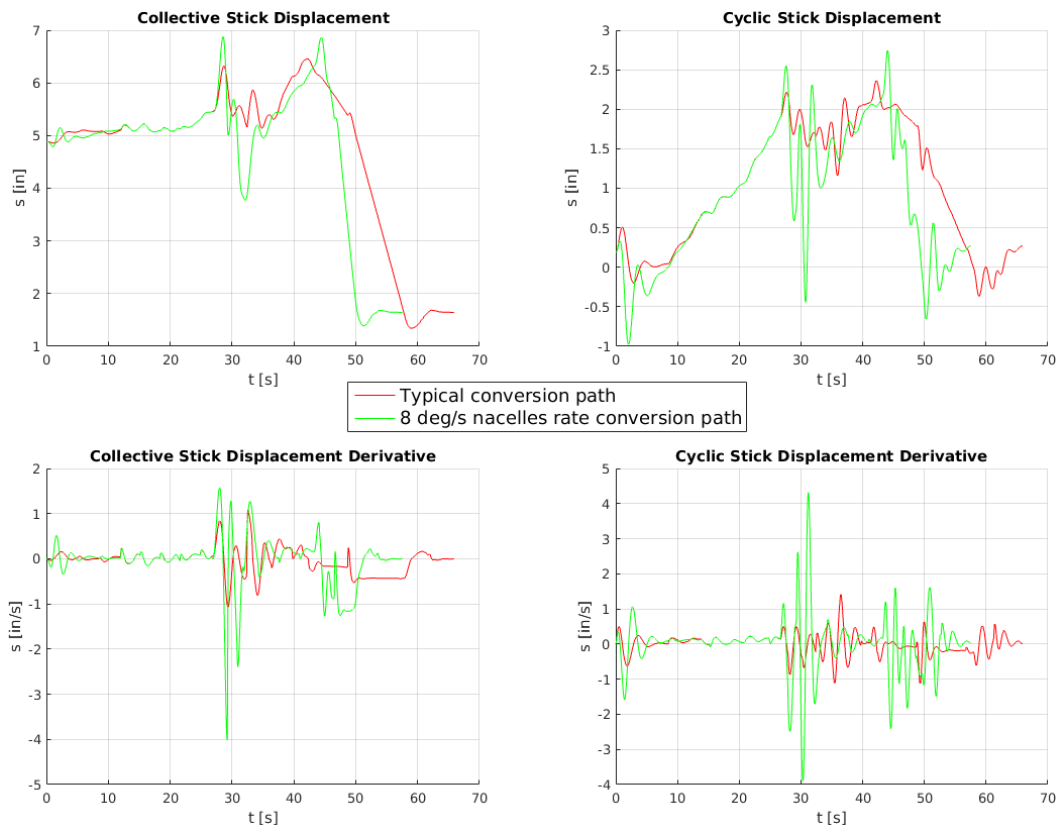 Collective Stick Displacement
7
6
5
4
3
2
1
s [in]
0 10 20 30 40 50 60 70
t [s]
Cyclic Stick Displacement
3
2.5
2
1.5
1
0.5
0
-0.5
-1
s [in]
0 10 20 30 40 50 60 70
t [s]
Typical conversion path
8 deg/s nacelles rate conversion path
Collective Stick Displacement Derivative
2
1
0
-1
-2
-3
-4
-5
s [in/s]
0 10 20 30 40 50 60 70
t [s]
Cyclic Stick Displacement Derivative
5
4
3
2
1
0
-1
-2
-3
-4
s [in/s]
0 10 20 30 40 50 60 70
t [s]